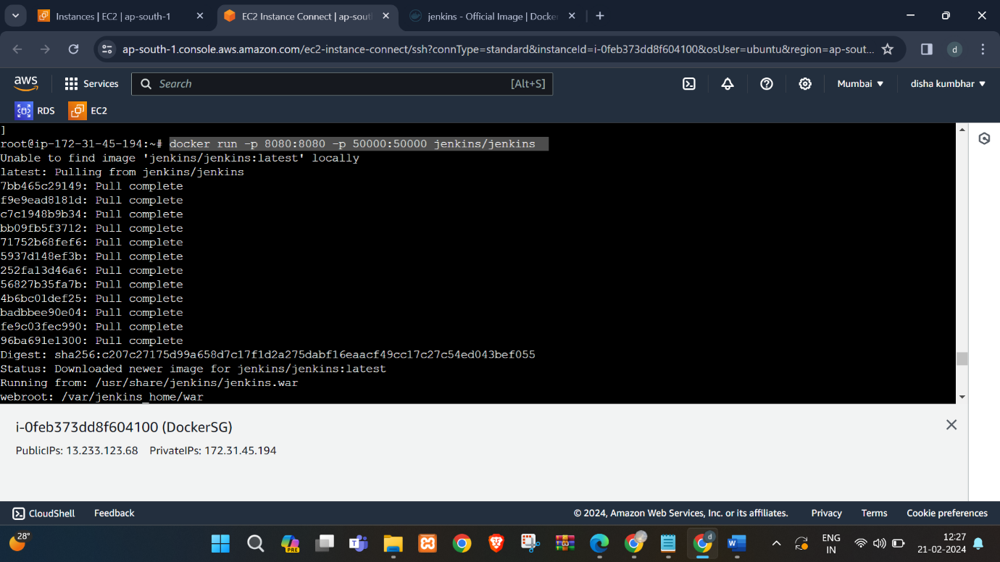 Instances | EC2 | ap-south-1
EC2 Instance Connect | ap-sout
jenkins - Official Image | Docke
ap-south-1.console.aws.amazon.com/ec2-instance-connect/ssh?connType=standard&instanceId=i-0feb373dd8f604100&osUser=ubuntu&region=ap-sout...
d
aws
Services
Search
[Alt+S]
Mumbai
disha kumbhar
RDS
EC2
]
root@ip-172-31-45-194:~# docker run -p 8080:8080 -p 50000:50000 jenkins/jenkins
Unable to find image 'jenkins/jenkins:latest' locally
latest: Pulling from jenkins/jenkins
7bb465c29149: Pull complete
f9e9ead8181d: Pull complete
c7c1948b9b34: Pull complete
bb09fb5f3712: Pull complete
71752b68fef6: Pull complete
5937d148ef3b: Pull complete
252fa13d46a6: Pull complete
56827b35fa7b: Pull complete
4b6bc01def25: Pull complete
badbbee90e04: Pull complete
fe9c03fec990: Pull complete
96ba691e1300: Pull complete
Digest: sha256:c207c27175d99a658d7c17f1d2a275dabf16eaacf49cc17c27c54ed043bef055
Status: Downloaded newer image for jenkins/jenkins:latest
Running from: /usr/share/jenkins/jenkins.war
webroot: /var/jenkins_home/war
i-0feb373dd8f604100 (DockerSG)
PublicIPs: 13.233.123.68 PrivateIPs: 172.31.45.194
CloudShell
Feedback
© 2024, Amazon Web Services, Inc. or its affiliates.
Privacy
Terms
Cookie preferences
28°
PRE
ENG
IN
12:27
21-02-2024